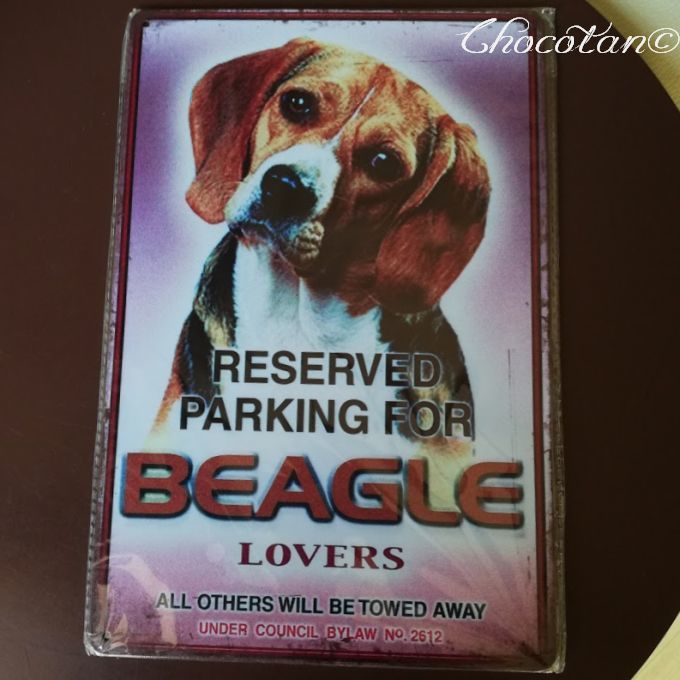 Chocotan©
RESERVED
PARKING FOR
BEAGLE
LOVERS
ALL OTHERS WILL BE TOWED AWAY
UNDER COUNCIL BYLAW No. 2612